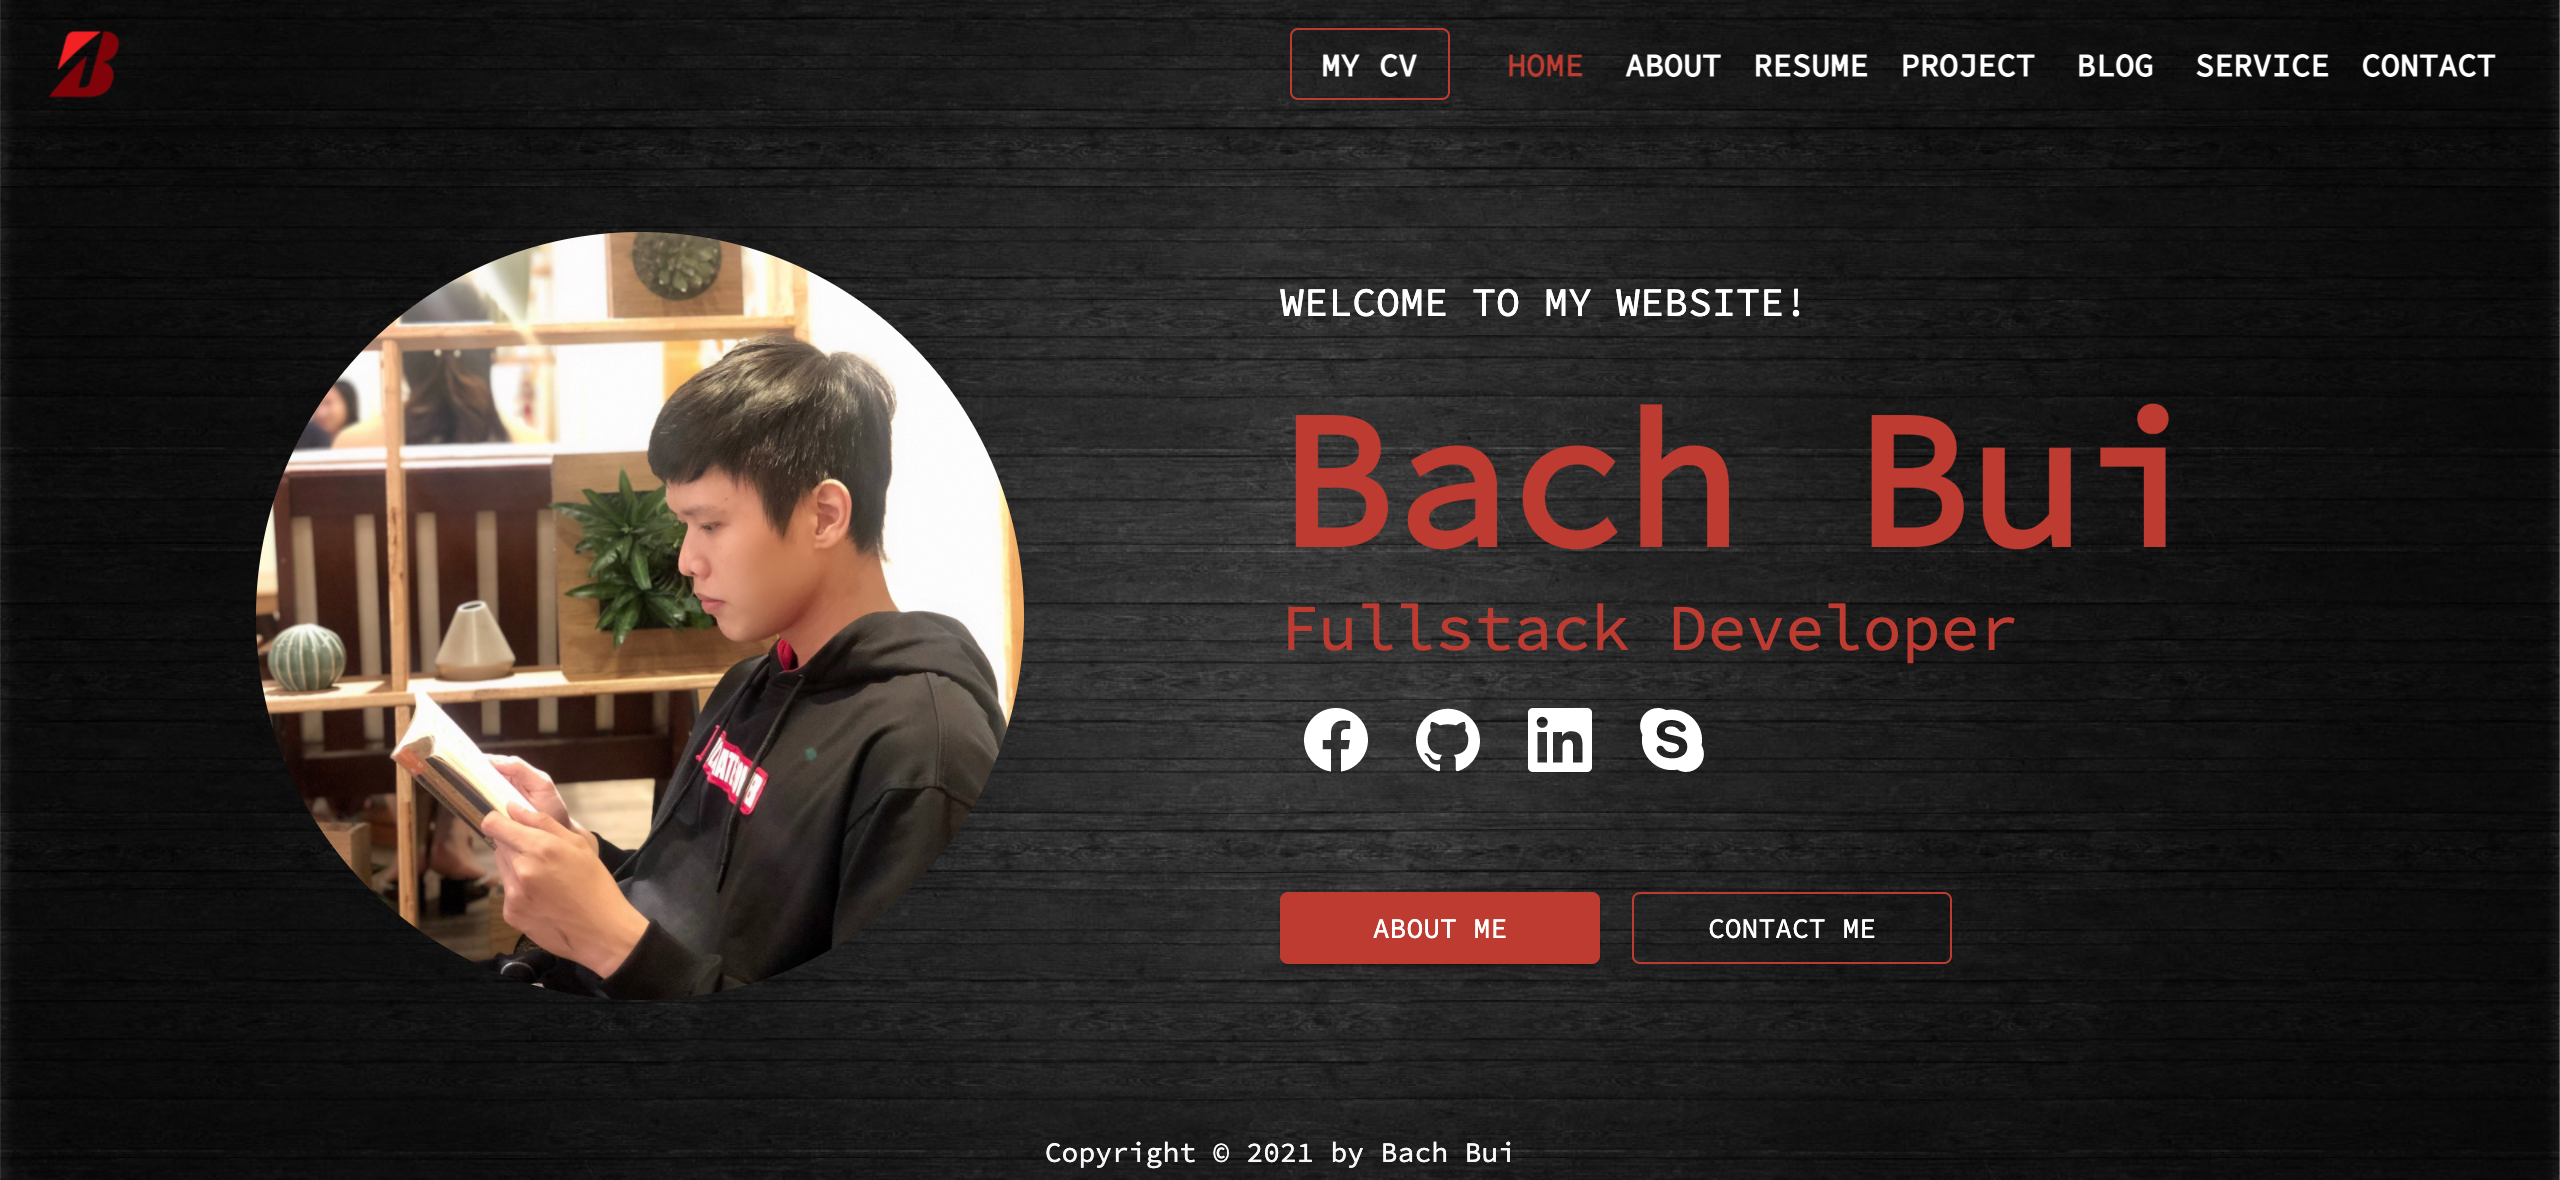 MY CV HOME ABOUT RESUME PROJECT BLOG SERVICE CONTACT
WELCOME TO MY WEBSITE!
Bach Bui
Fullstack Developer
ABOUT ME
CONTACT ME
Copyright © 2021 by Bach Bui